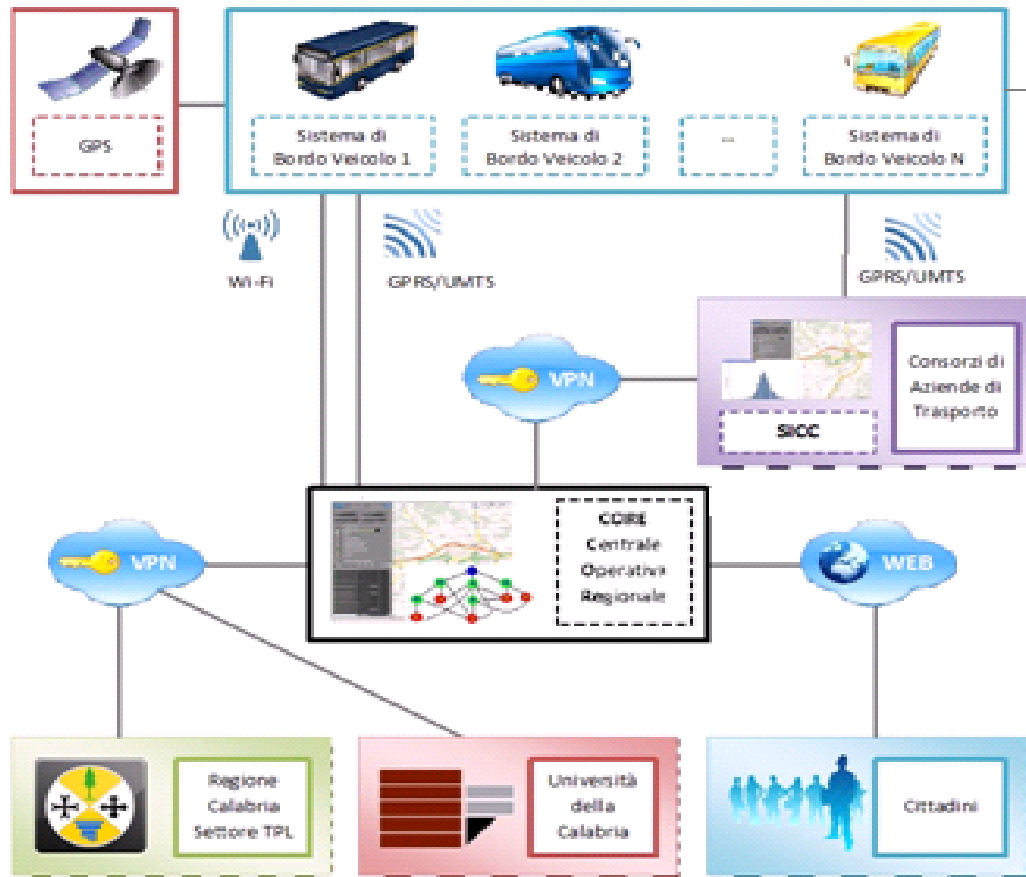 GPS
Sistema di
Bordo Veicolo 1
Sistema di
Bordo Veicolo 2
...
Sistema di
Bordo Veicolo N
Wi-Fi
GPRS/UMTS
GPRS/UMTS
VPN
SICC
Consorzi di
Aziende di
Trasporto
VPN
COIRE
Centrale
Operativa
Regionale
WEB
Regione
Calabria
Settore TPL
Università
della
Calabria
Cittadini